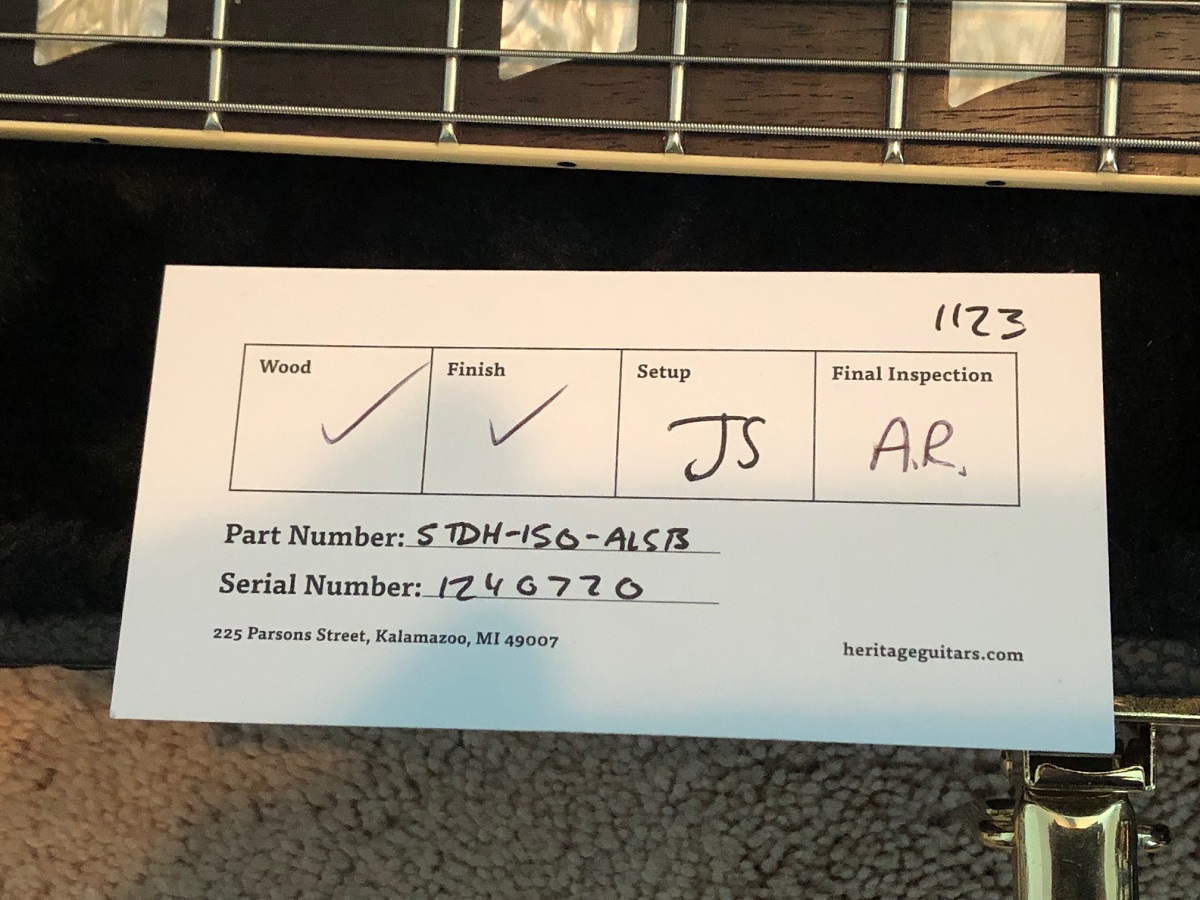 1123
Wood Finish Setup Final Inspection
✓ ✓ JS A.R.
Part Number: STDH-150-ALSB
Serial Number: 1240720
225 Parsons Street, Kalamazoo, MI 49007
heritageguitars.com